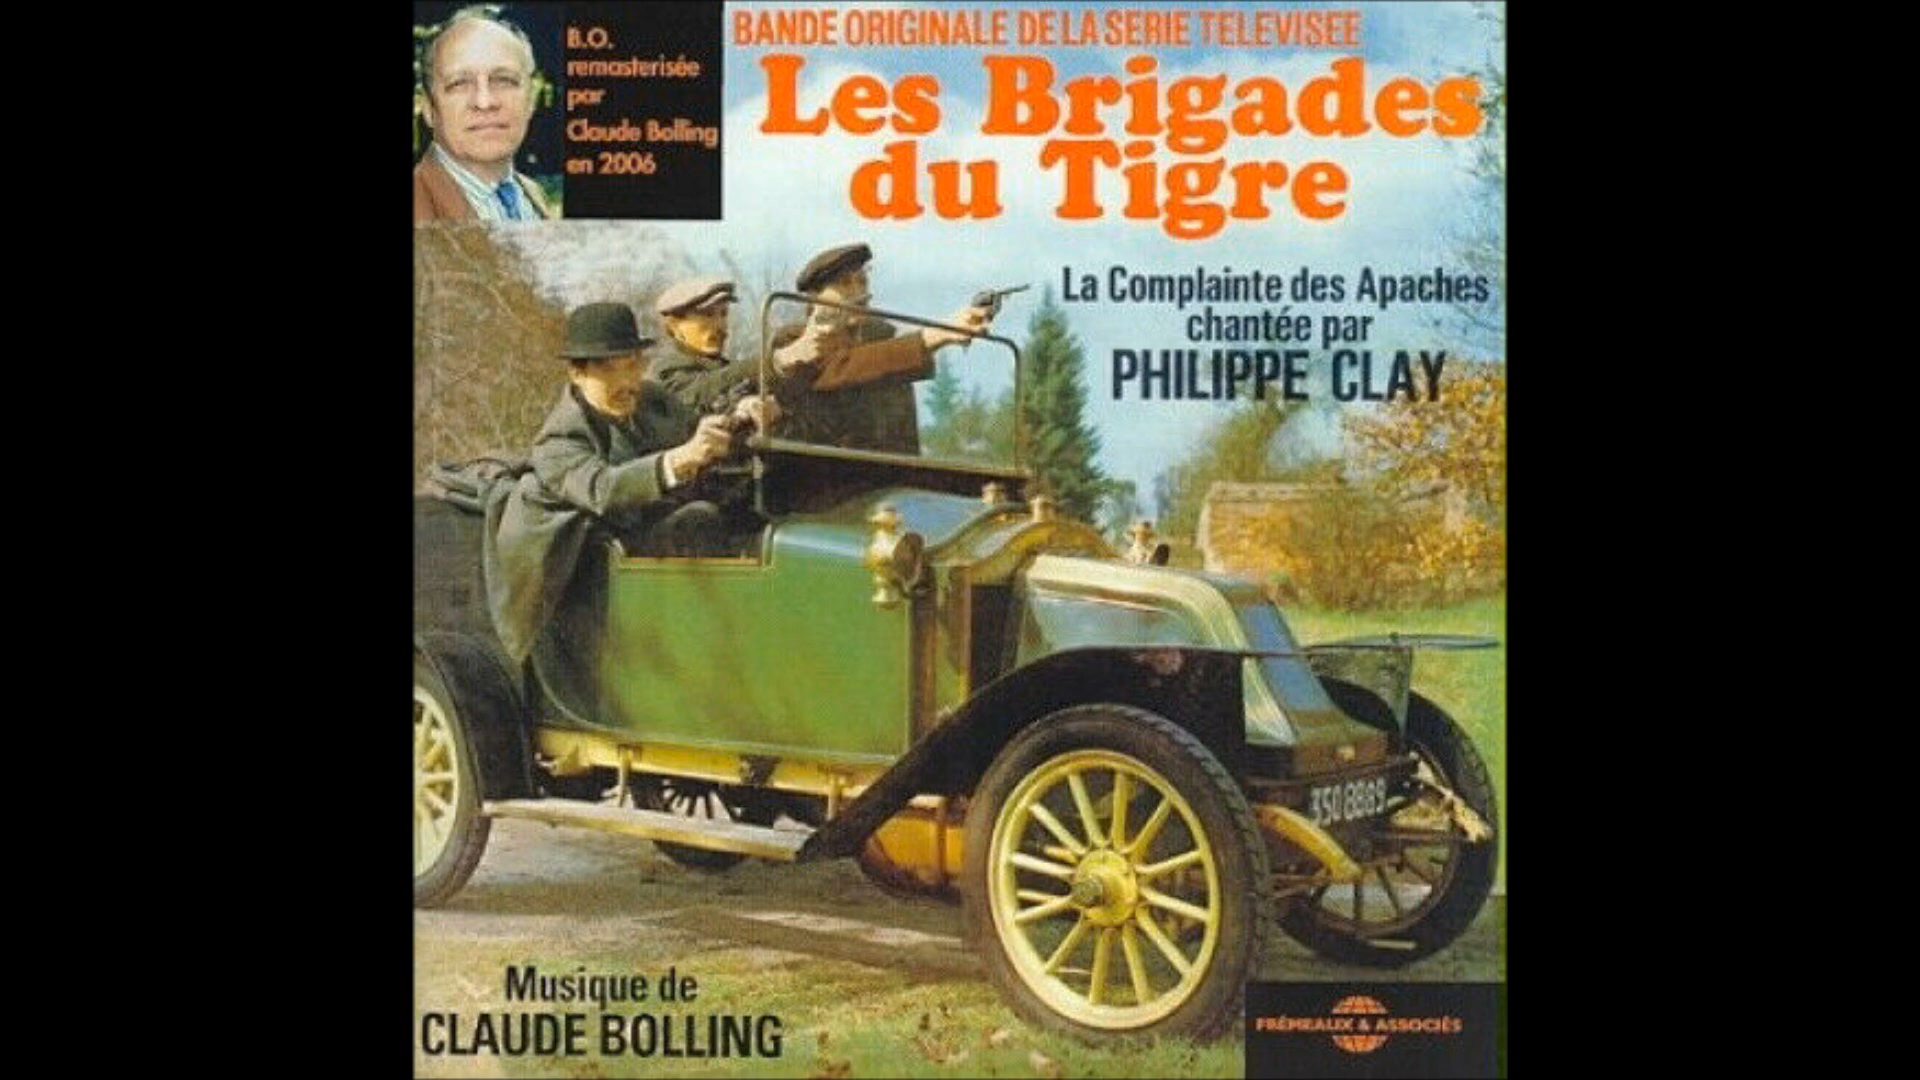 B.O.
remasterisée
par
Claude Bolling
en 2006
BANDE ORIGINALE DE LA SERIE TELEVISEE
Les Brigades
du Tigre
La Complainte des Apaches
chantée par
PHILIPPE CLAY
350 8889
Musique de
CLAUDE BOLLING
FRÉMEAUX & ASSOCIÉS